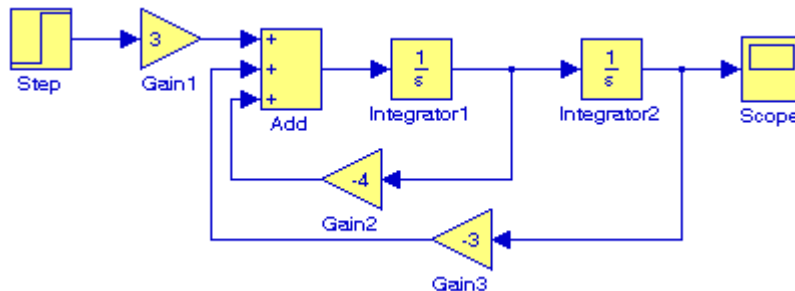 Step
3
Gain1
+
+
+
Add
1
s
Integrator1
1
s
Integrator2
Scope
-4
Gain2
-3
Gain3